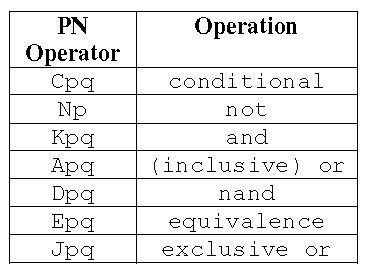 PN Operator Operation
Cpq conditional
Np not
Kpq and
Apq (inclusive) or
Dpq nand
Epq equivalence
Jpq exclusive or